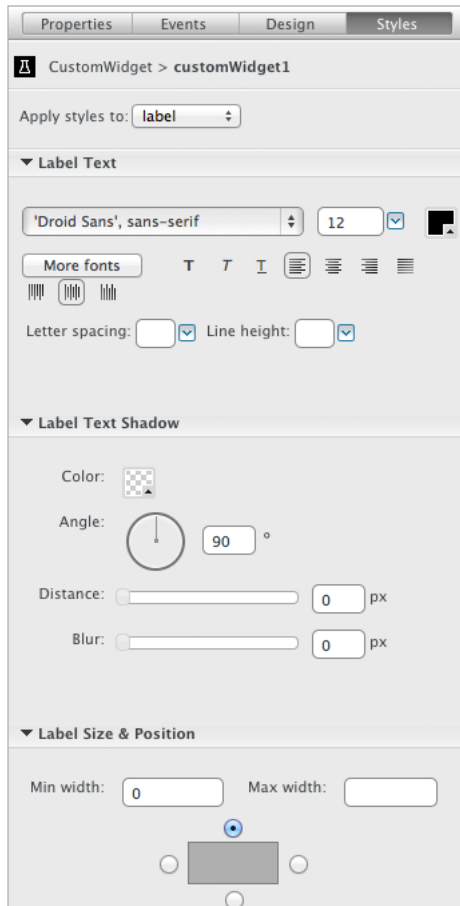 Properties Events Design Styles
CustomWidget > customWidget1
Apply styles to: label
Label Text
'Droid Sans', sans-serif 12
More fonts T T T
Letter spacing: Line height:
Label Text Shadow
Color:
Angle:
90 °
Distance: 0 px
Blur: 0 px
Label Size & Position
Min width: 0 Max width: